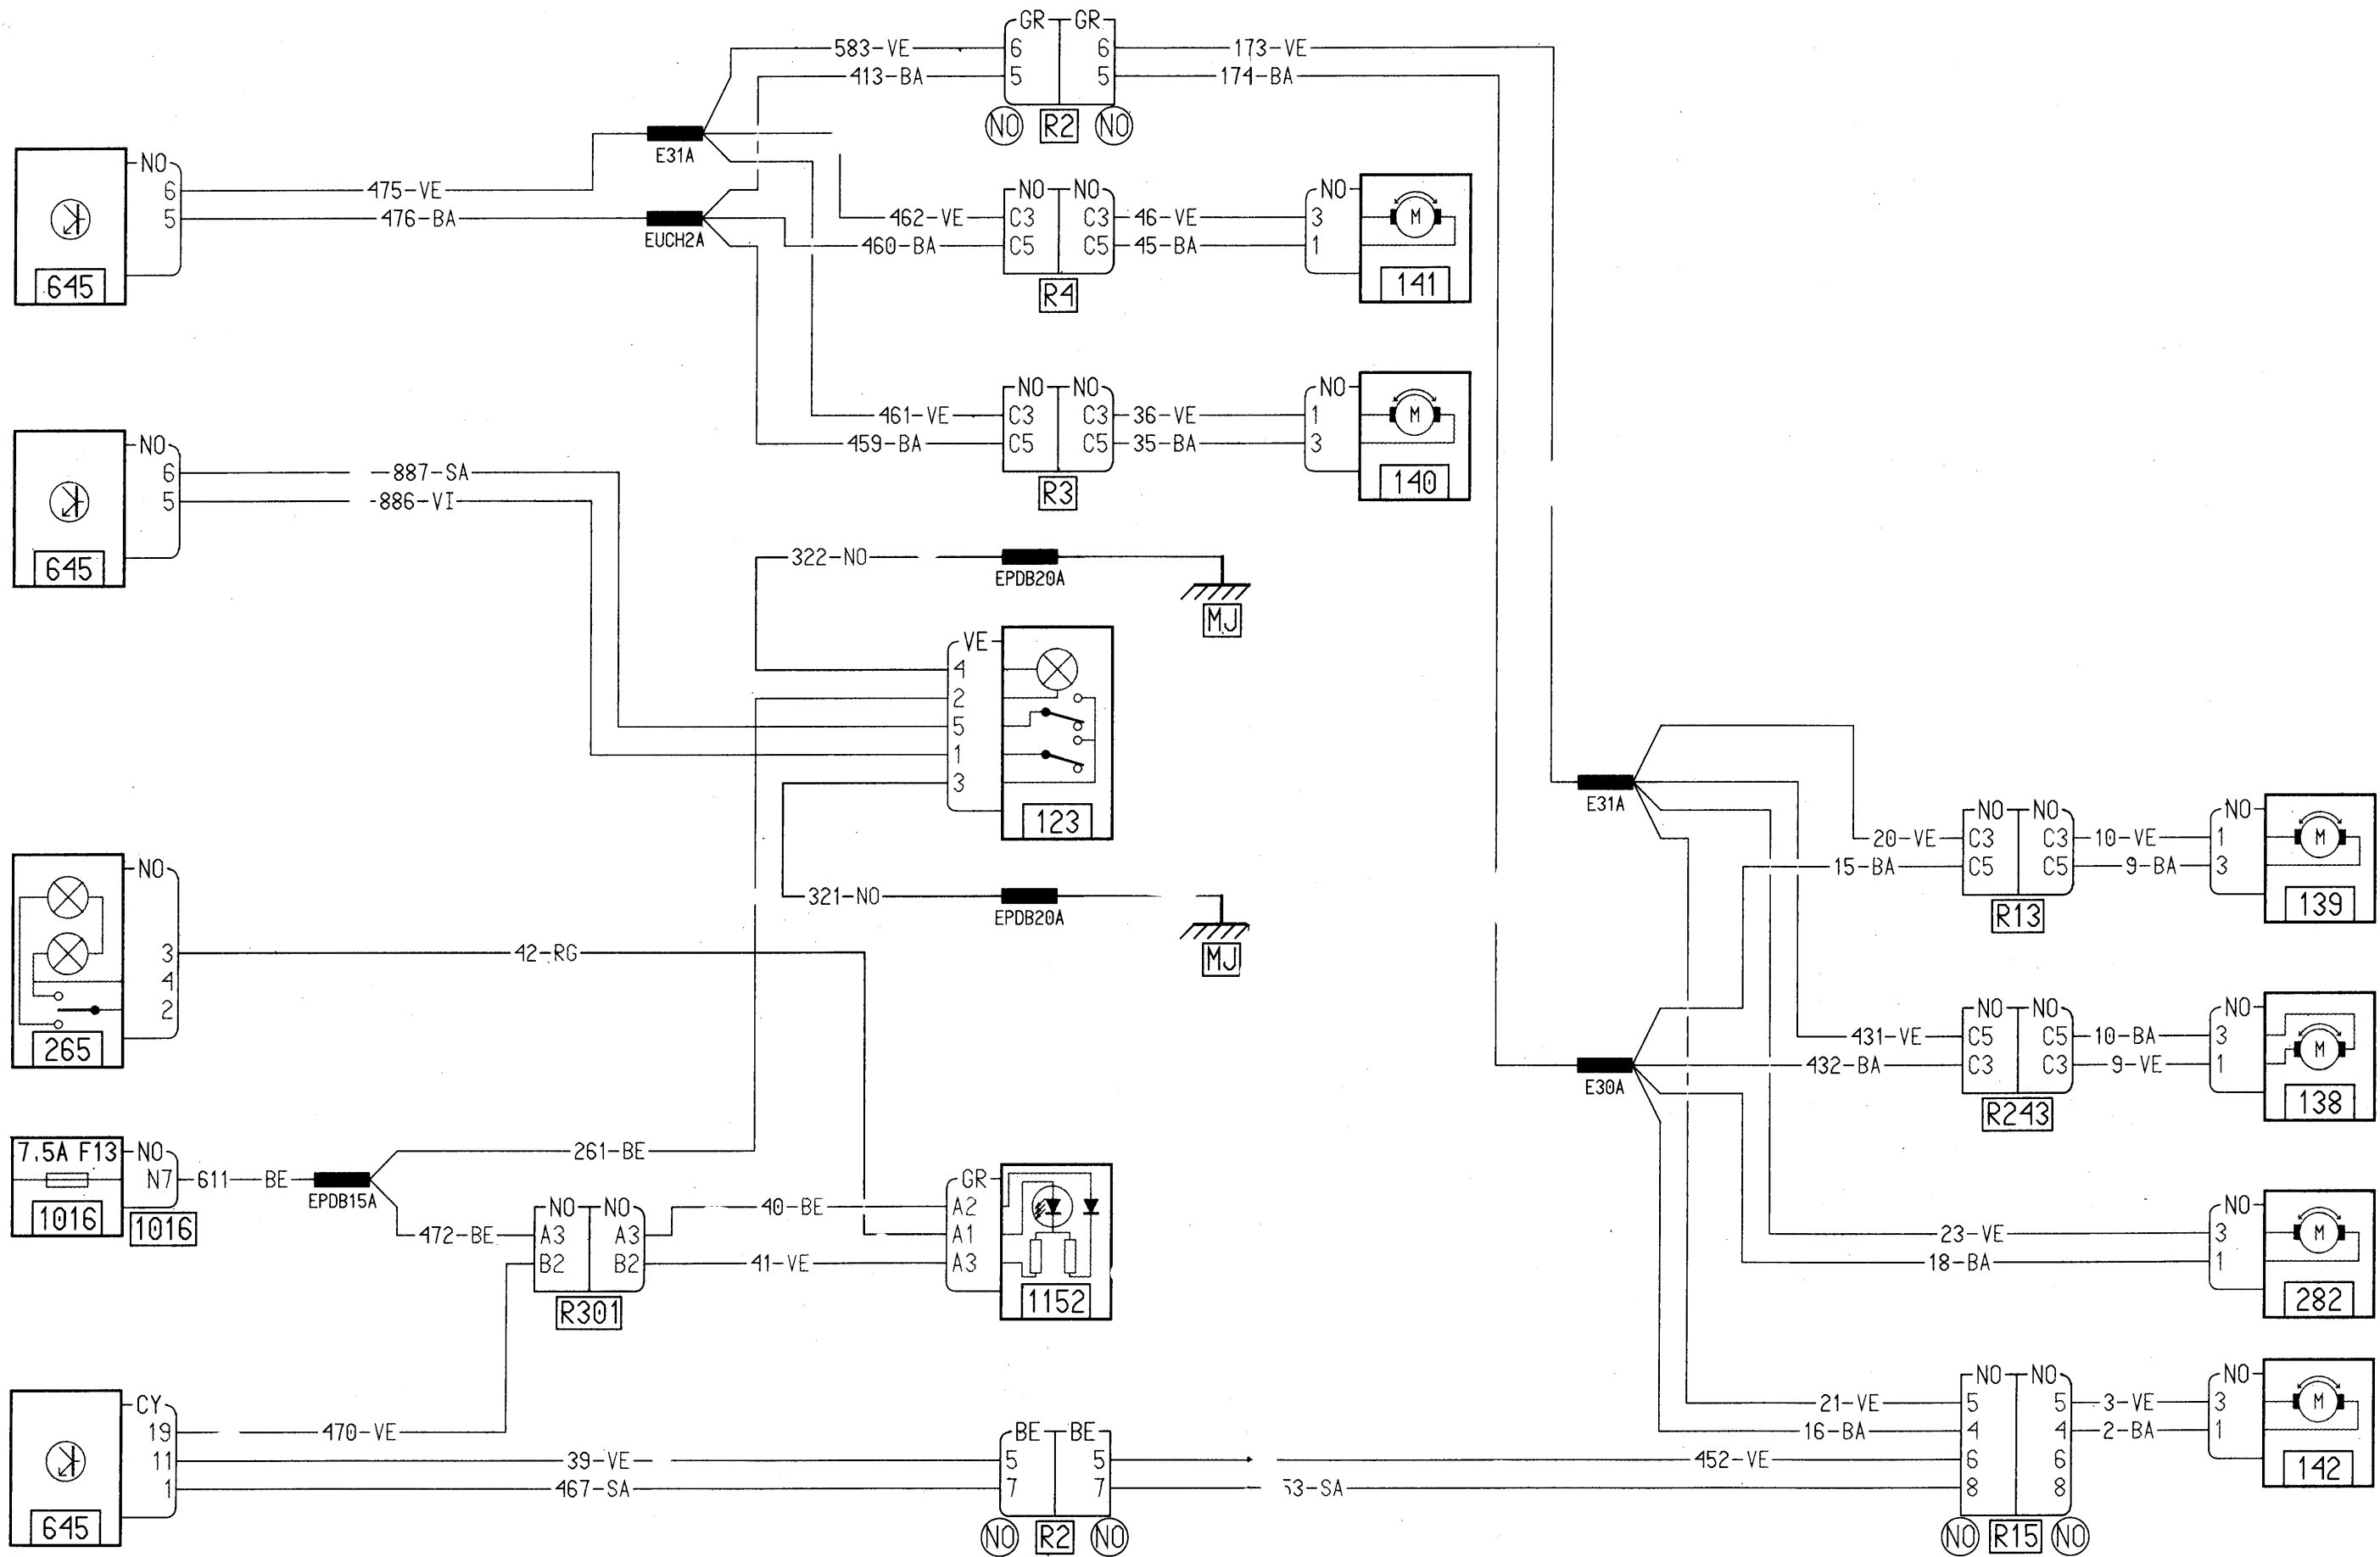 GR GR
583-VE 6 6 173-VE
413-BA 5 5 174-BA
NO R2 NO
E31A
NO
6 475-VE
5 476-BA
EUCH2A
645
NO NO NO
462-VE C3 C3 46-VE 3 M
460-BA C5 C5 45-BA 1
R4 141
NO NO NO
461-VE C3 C3 36-VE 1 M
459-BA C5 C5 35-BA 3
R3 140
NO
6 887-SA
5 886-VI
645
322-NO EPDB20A
MJ
VE
4
2
5
1
3
123
321-NO EPDB20A
MJ
E31A
NO NO NO
20-VE C3 C3 10-VE 1 M
15-BA C5 C5 9-BA 3
R13 139
NO
3 42-RG
4
2
265
NO NO NO
431-VE C5 C5 10-BA 3
432-BA C3 C3 9-VE 1 M
E30A
R243 138
7.5A F13 NO
N7 611 BE EPDB15A
1016 1016
261-BE
NO NO GR
40-BE A2
472-BE A3 A3 A1
B2 B2 41-VE A3
R301 1152
NO
23-VE 3 M
18-BA 1
282
NO NO NO
21-VE 5 5 3-VE 3 M
16-BA 4 4 2-BA 1
142
CY
19 470-VE
BE BE
11 39-VE 5 5 452-VE 6 6
1 467-SA 7 7 53-SA 8 8
645
NO R2 NO
NO R15 NO